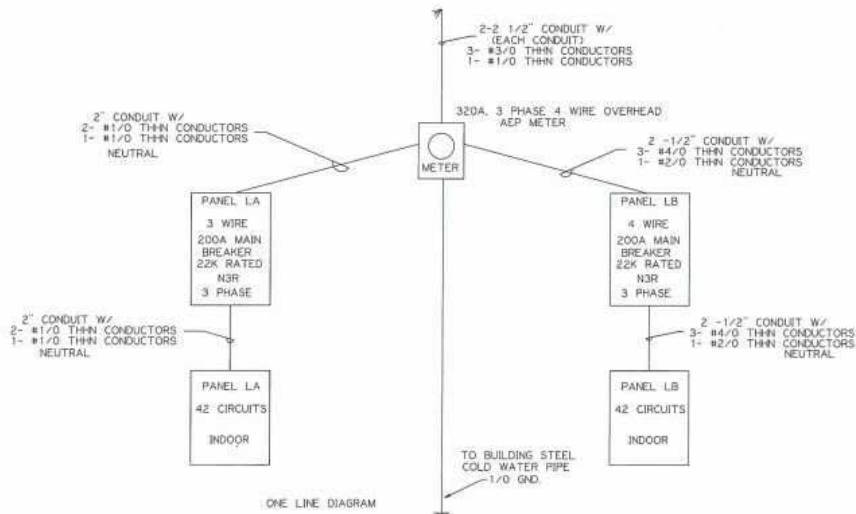 2-2 1/2" CONDUIT W/
(EACH CONDUIT)
3- #3/0 THHN CONDUCTORS
1- #1/0 THHN CONDUCTORS
320A, 3 PHASE 4 WIRE OVERHEAD
AEP METER
METER
2" CONDUIT W/
2- #1/0 THHN CONDUCTORS
1- #1/0 THHN CONDUCTORS
NEUTRAL
2 -1/2" CONDUIT W/
3- #4/0 THHN CONDUCTORS
1- #2/0 THHN CONDUCTORS
NEUTRAL
PANEL LA
3 WIRE
200A MAIN
BREAKER
22K RATED
N3R
3 PHASE
PANEL LB
4 WIRE
200A MAIN
BREAKER
22K RATED
N3R
3 PHASE
2" CONDUIT W/
2- #1/0 THHN CONDUCTORS
1- #1/0 THHN CONDUCTORS
NEUTRAL
2 -1/2" CONDUIT W/
3- #4/0 THHN CONDUCTORS
1- #2/0 THHN CONDUCTORS
NEUTRAL
PANEL LA
42 CIRCUITS
INDOOR
PANEL LB
42 CIRCUITS
INDOOR
TO BUILDING STEEL
COLD WATER PIPE
1/0 GND.
ONE LINE DIAGRAM